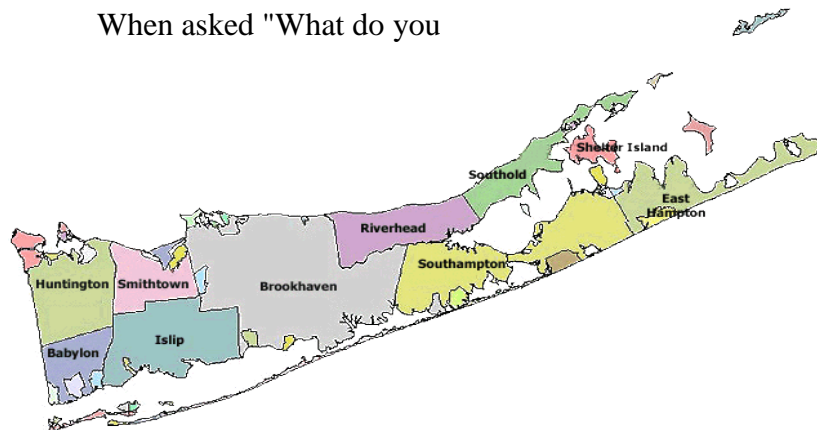 When asked "What do you
Shelter Island
Southold
East
Hampton
Riverhead
Southampton
Huntington
Smithtown
Brookhaven
Islip
Babylon